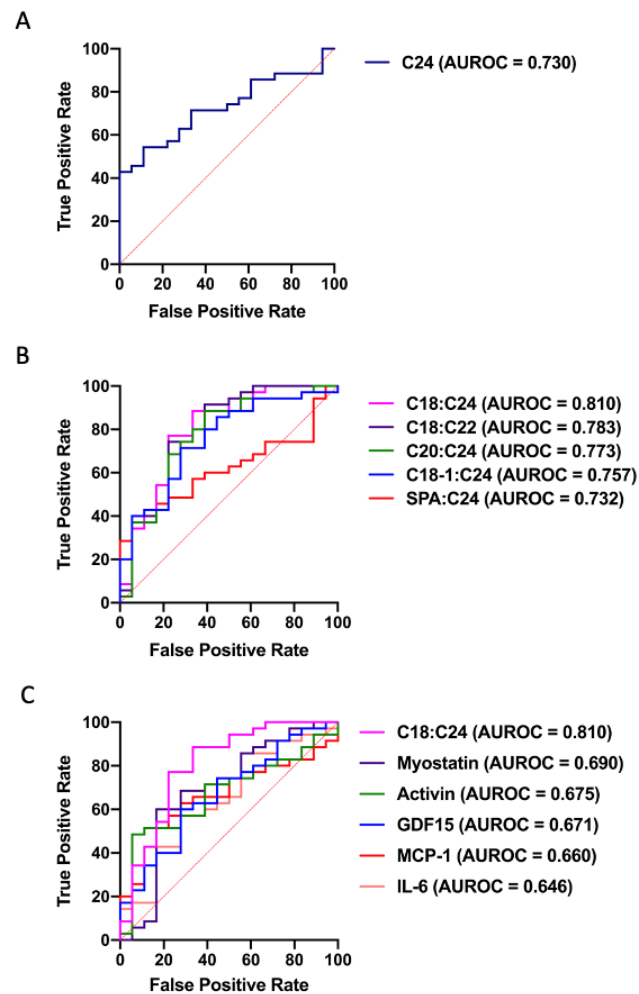 A
C24 (AUROC = 0.730)
True Positive Rate
100
80
60
40
20
0
0 20 40 60 80 100
False Positive Rate
B
C18:C24 (AUROC = 0.810)
C18:C22 (AUROC = 0.783)
C20:C24 (AUROC = 0.773)
C18-1:C24 (AUROC = 0.757)
SPA:C24 (AUROC = 0.732)
True Positive Rate
100
80
60
40
20
0
0 20 40 60 80 100
False Positive Rate
C
C18:C24 (AUROC = 0.810)
Myostatin (AUROC = 0.690)
Activin (AUROC = 0.675)
GDF15 (AUROC = 0.671)
MCP-1 (AUROC = 0.660)
IL-6 (AUROC = 0.646)
True Positive Rate
100
80
60
40
20
0
0 20 40 60 80 100
False Positive Rate